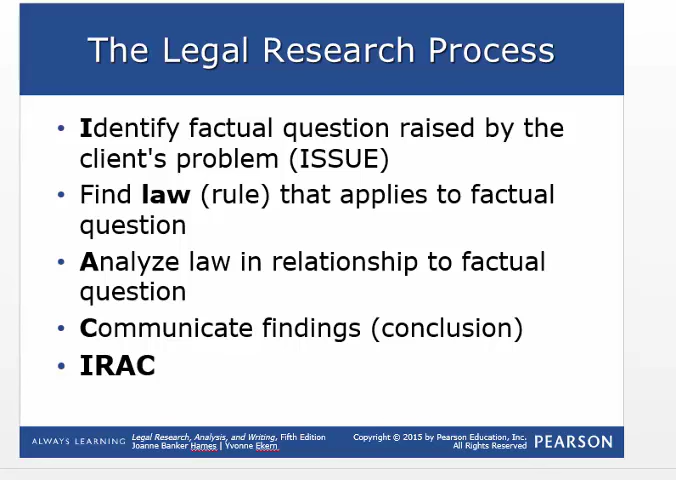 The Legal Research Process
• Identify factual question raised by the
client's problem (ISSUE)
• Find law (rule) that applies to factual
question
• Analyze law in relationship to factual
question
• Communicate findings (conclusion)
• IRAC
ALWAYS LEARNING
Legal Research, Analysis, and Writing, Fifth Edition
Joanne Banker Hames | Yvonne Ekern
Copyright © 2015 by Pearson Education, Inc.
All Rights Reserved
PEARSON